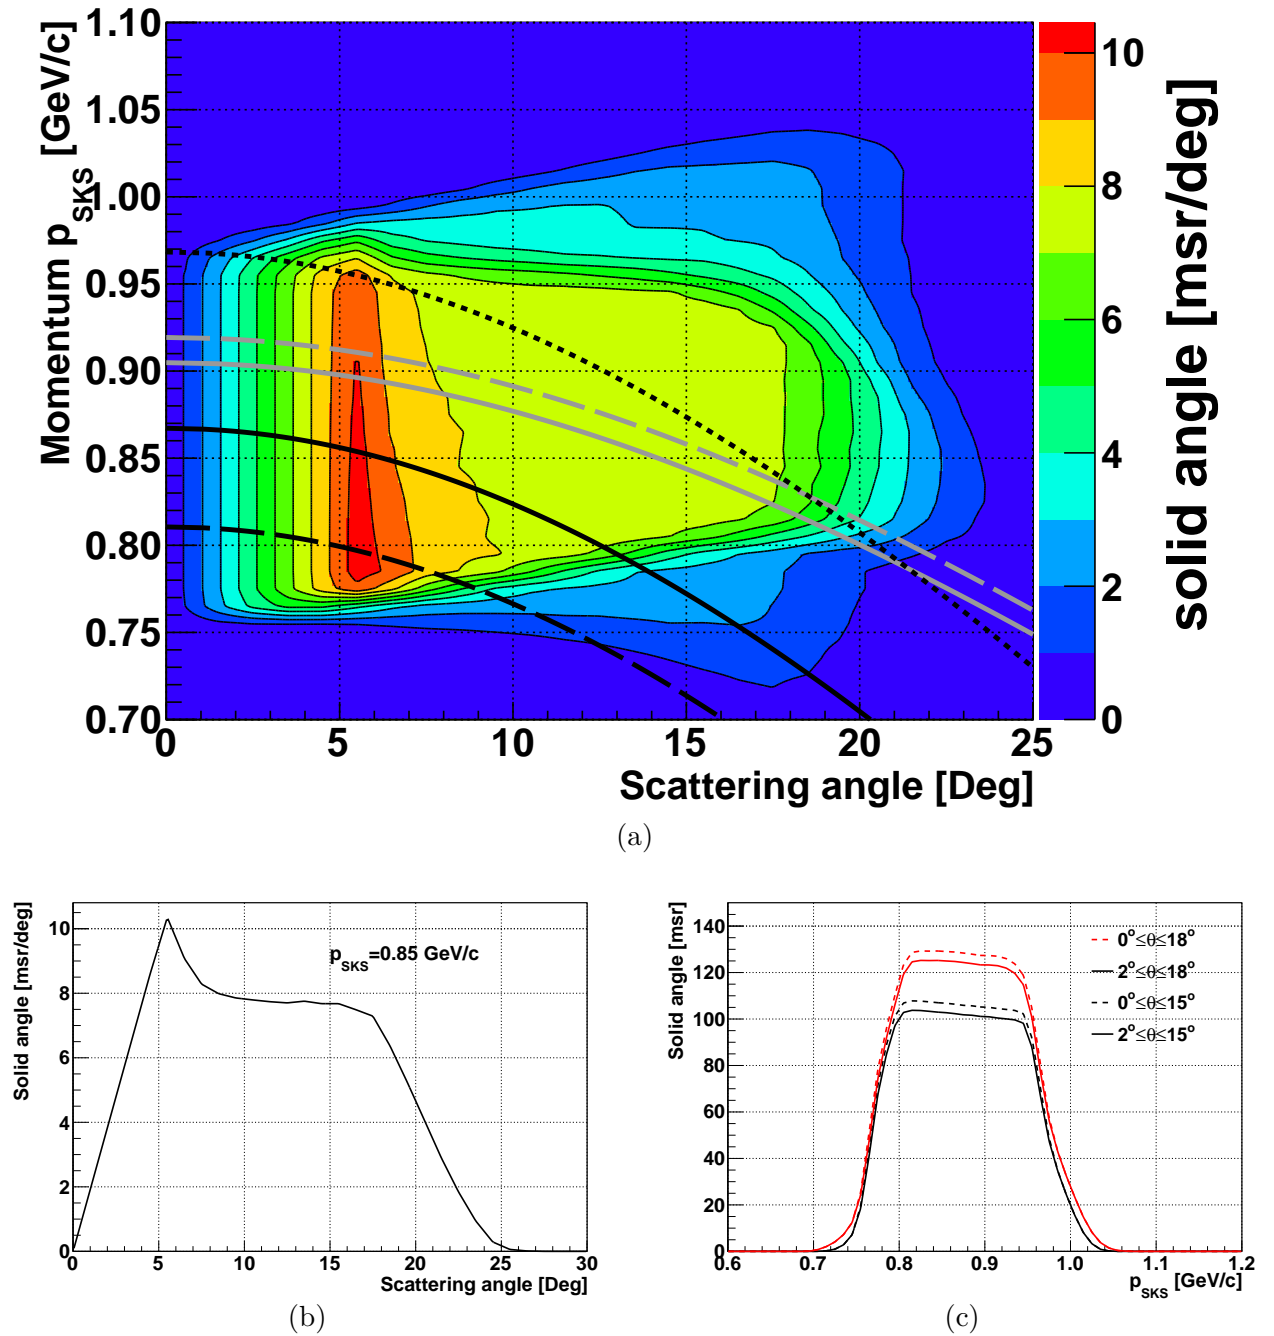 Momentum p_SKS [GeV/c]
1.10
1.05
1.00
0.95
0.90
0.85
0.80
0.75
0.70
0 5 10 15 20 25
Scattering angle [Deg]
10
8
6
4
2
0
solid angle [msr/deg]
(a)
Solid angle [msr/deg]
10
8
6
4
2
0
p_SKS=0.85 GeV/c
0 5 10 15 20 25 30
Scattering angle [Deg]
(b)
Solid angle [msr]
140
120
100
80
60
40
20
0
0°≤θ≤18°
2°≤θ≤18°
0°≤θ≤15°
2°≤θ≤15°
0.6 0.7 0.8 0.9 1.0 1.1 1.2
p_SKS [GeV/c]
(c)